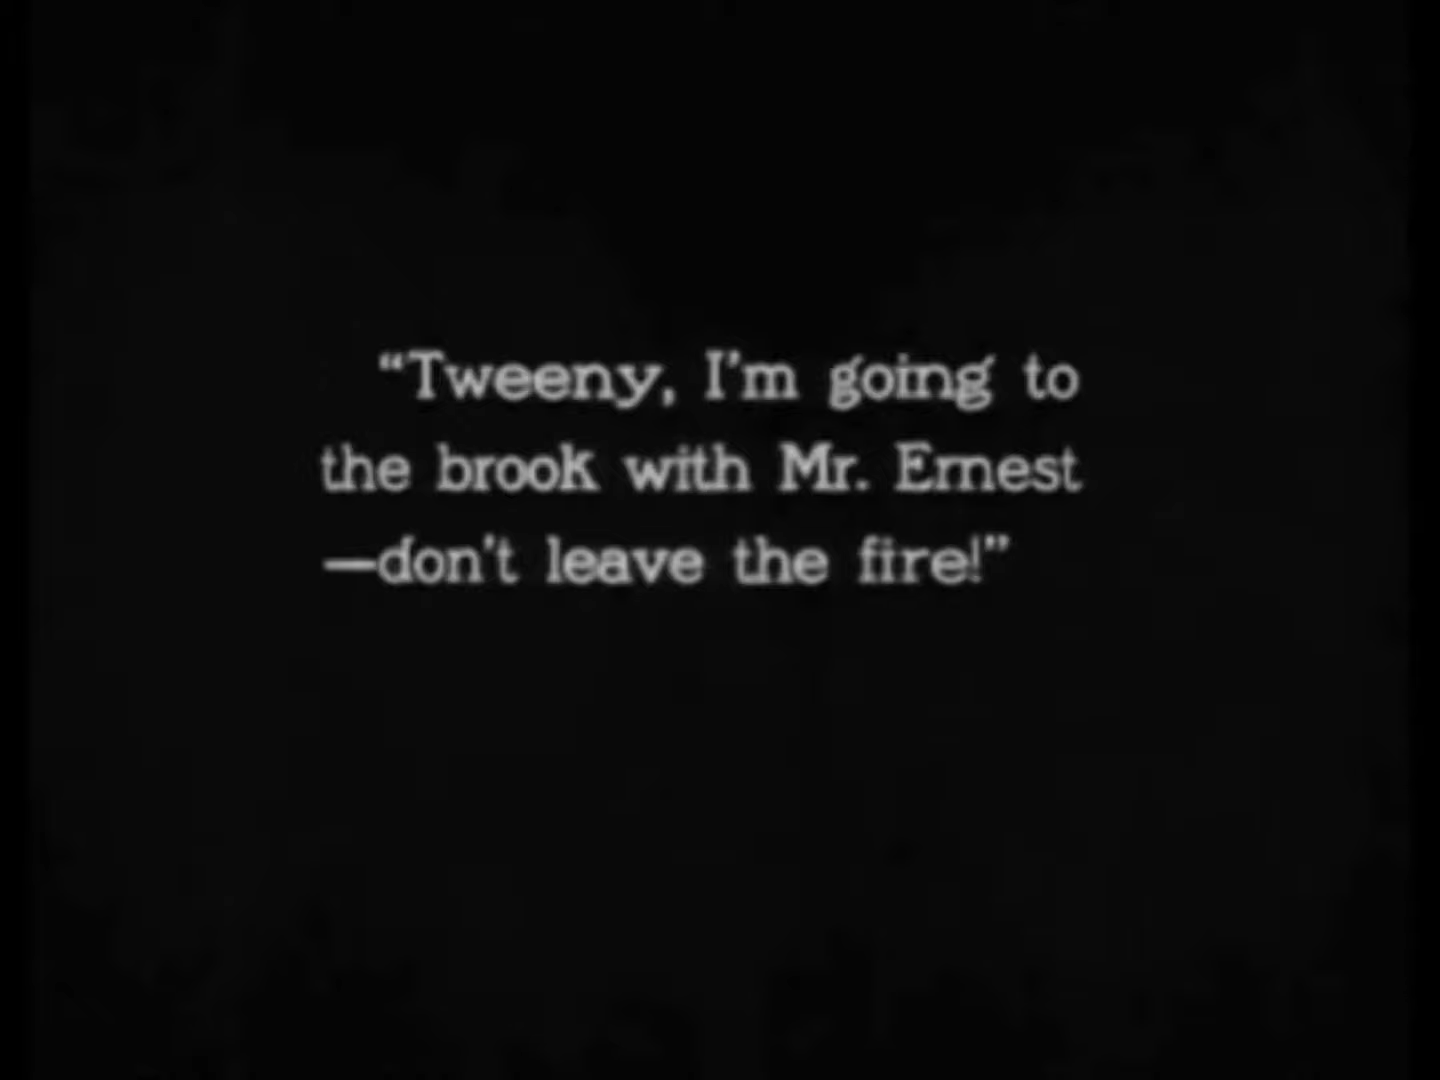 “Tweeny, I’m going to
the brook with Mr. Ernest
—don’t leave the fire!”